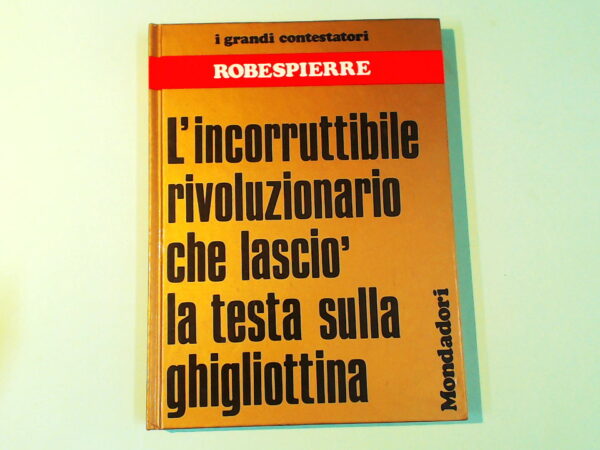 i grandi contestatori
ROBESPIERRE
L'incorruttibile
rivoluzionario
che lascio'
la testa sulla
ghigliottina
Mondadori